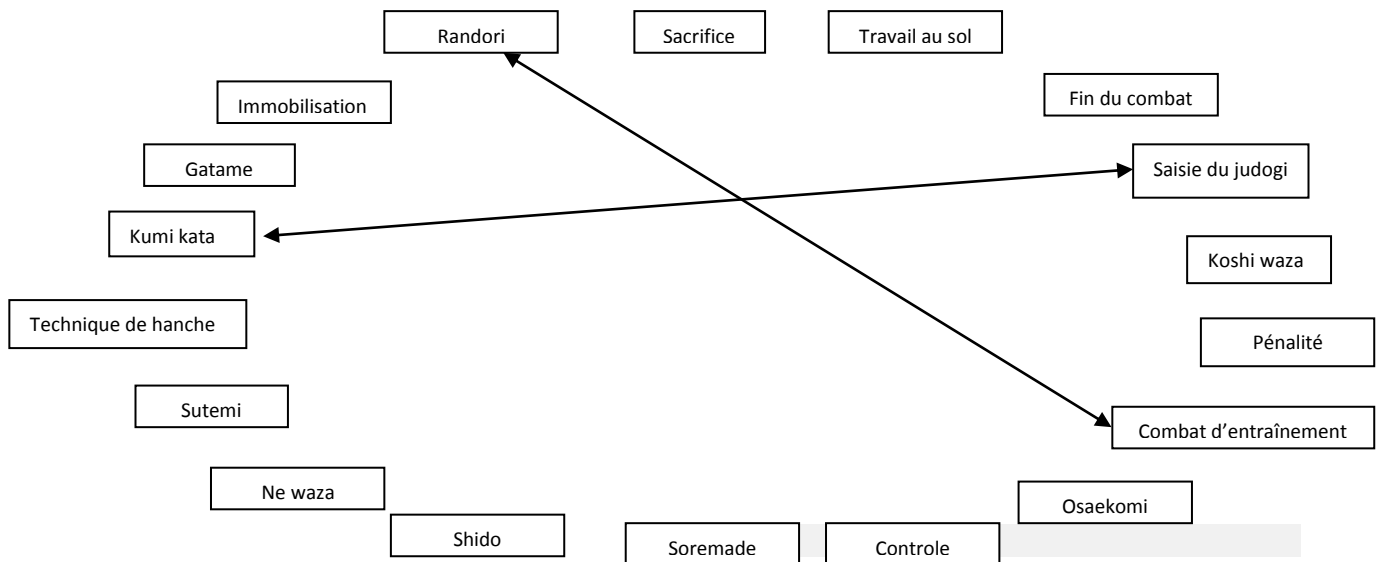 Randori
Sacrifice
Travail au sol
Fin du combat
Immobilisation
Saisie du judogi
Gatame
Kumi kata
Koshi waza
Technique de hanche
Pénalité
Sutemi
Combat d’entraînement
Ne waza
Osaekomi
Shido
Soremade
Controle